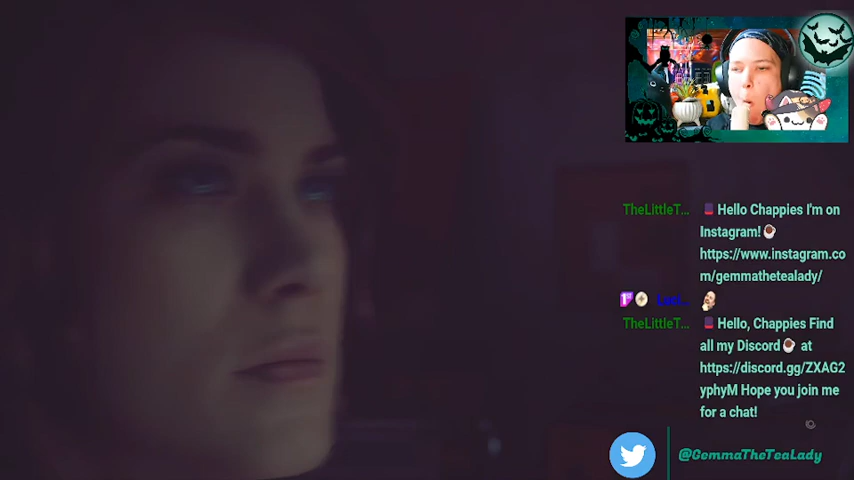 TheLittleT... Hello Chappies I'm on
Instagram!
https://www.instagram.co
m/gemmathetealady/
TheLittleT... Hello, Chappies Find
all my Discord at
https://discord.gg/ZXAG2
yphyM Hope you join me
for a chat!
@GemmaTheTeaLady